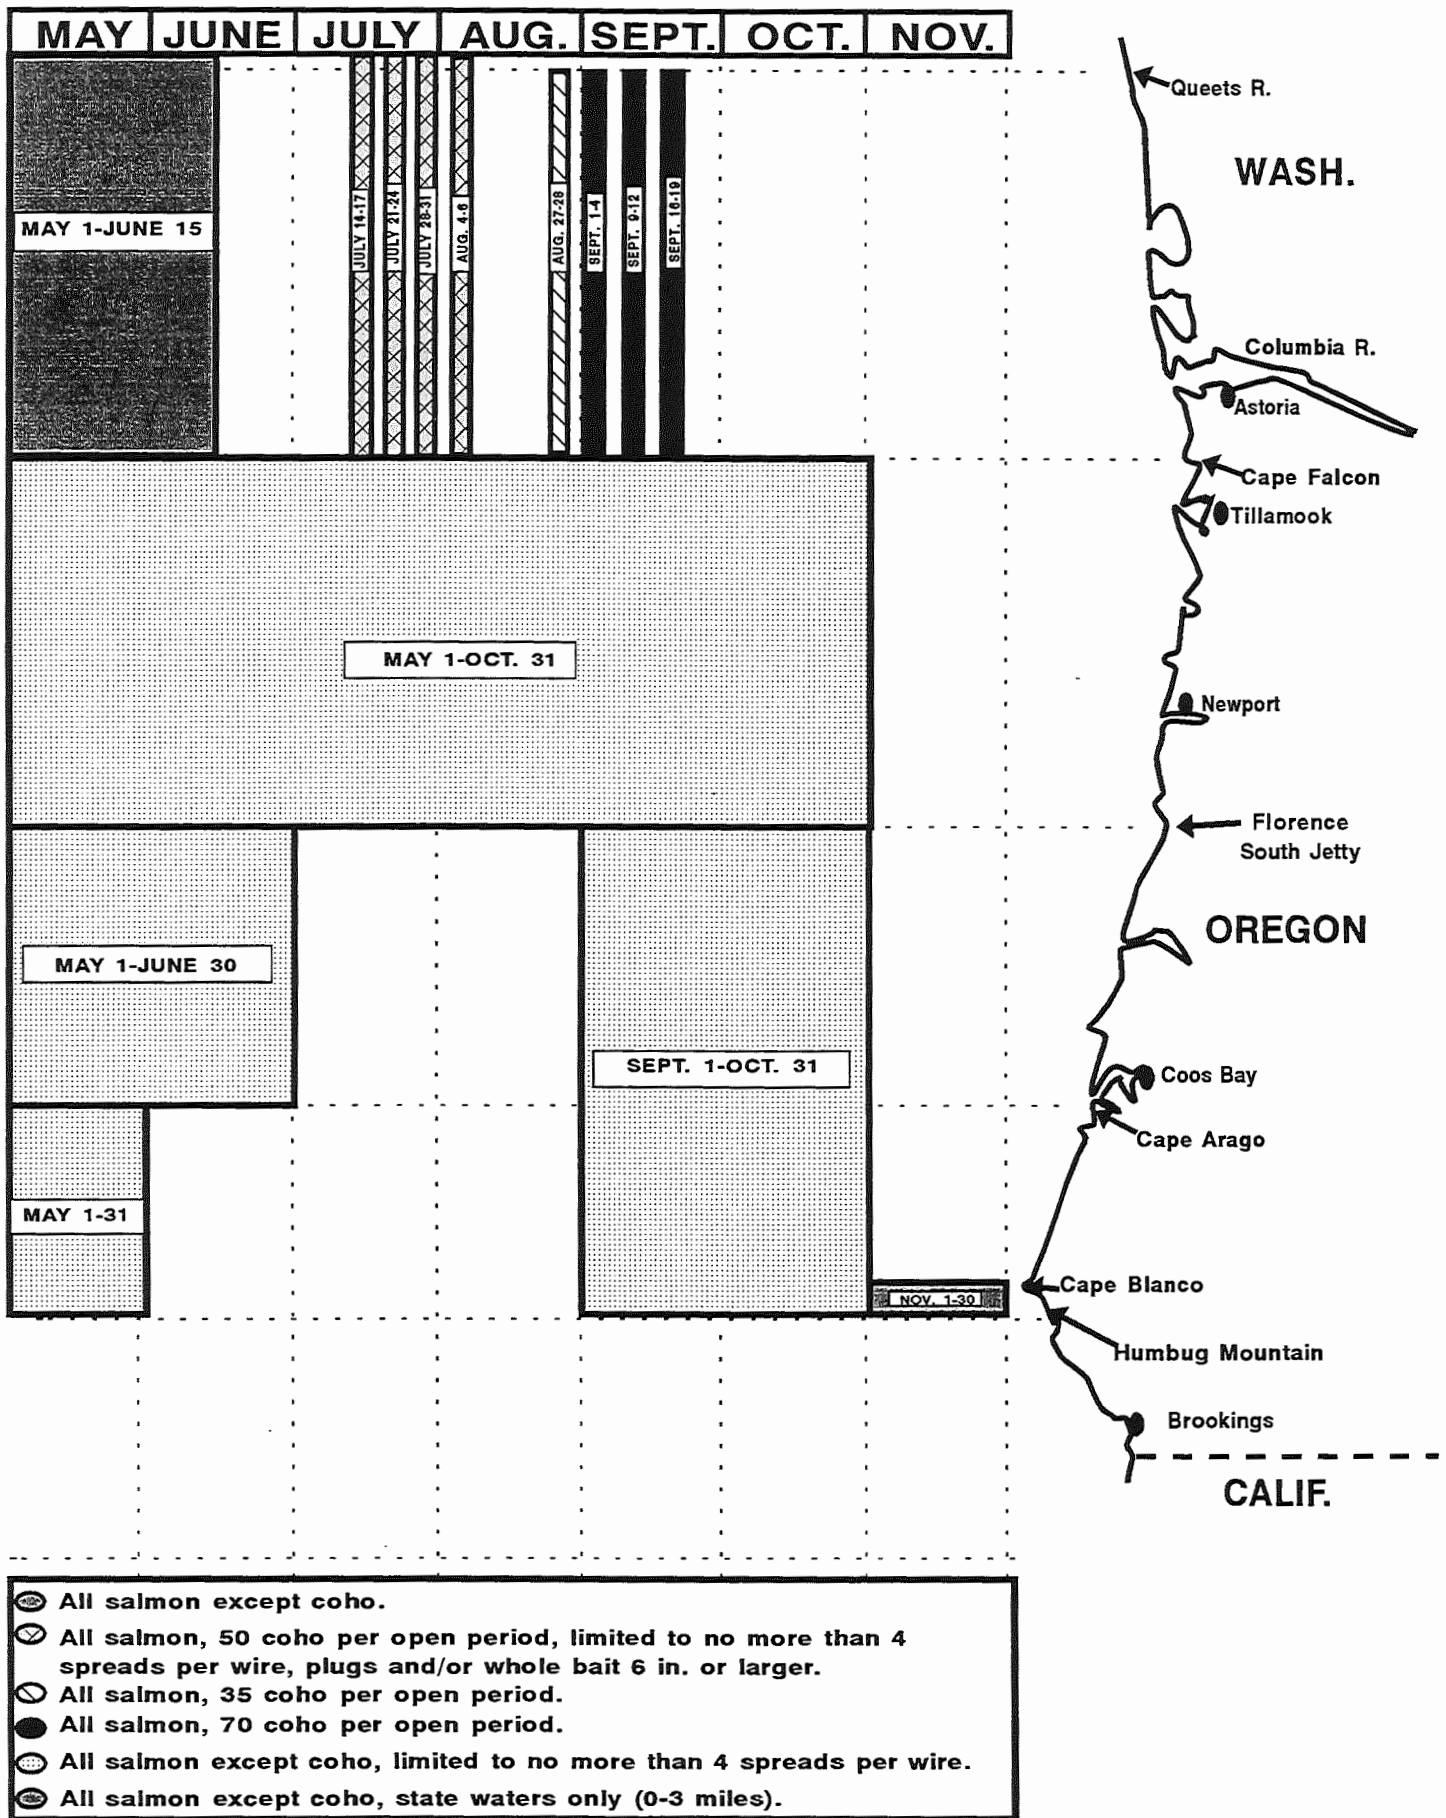 MAY JUNE JULY AUG. SEPT. OCT. NOV.
Queets R.
WASH.
MAY 1-JUNE 15
JULY 14-17
JULY 21-24
JULY 28-31
AUG. 4-6
AUG. 27-28
SEPT. 1-4
SEPT. 9-12
SEPT. 16-19
Columbia R.
Astoria
Cape Falcon
Tillamook
MAY 1-OCT. 31
Newport
Florence
South Jetty
OREGON
MAY 1-JUNE 30
SEPT. 1-OCT. 31
Coos Bay
Cape Arago
MAY 1-31
Cape Blanco
NOV. 1-30
Humbug Mountain
Brookings
CALIF.
All salmon except coho.
All salmon, 50 coho per open period, limited to no more than 4
spreads per wire, plugs and/or whole bait 6 in. or larger.
All salmon, 35 coho per open period.
All salmon, 70 coho per open period.
All salmon except coho, limited to no more than 4 spreads per wire.
All salmon except coho, state waters only (0-3 miles).